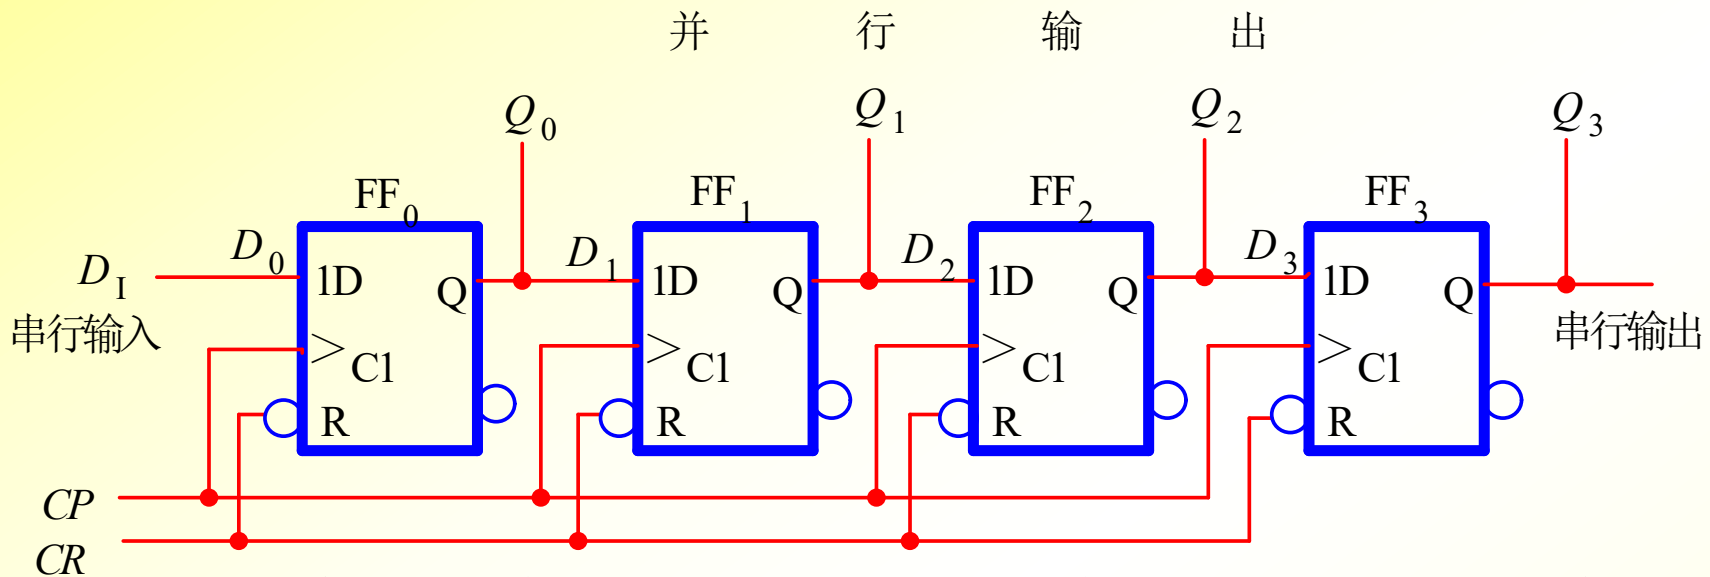 并 行 输 出
Q0 Q1 Q2 Q3
FF0 FF1 FF2 FF3
DI D0 1D Q D1 1D Q D2 1D Q D3 1D Q
串行输入 > C1 > C1 > C1 > C1 串行输出
R R R R
CP
CR